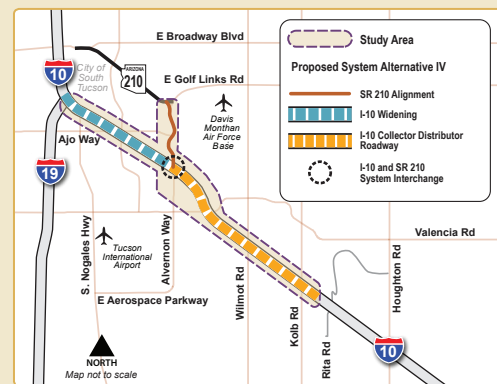 E Broadway Blvd
10
City of
South
Tucson
ARIZONA
210
E Golf Links Rd
Davis
Monthan
Air Force
Base
Ajo Way
19
S. Nogales Hwy
Tucson
International
Airport
Alvernon Way
E Aerospace Parkway
Wilmot Rd
Kolb Rd
Rita Rd
Houghton Rd
Valencia Rd
10
NORTH
Map not to scale
Study Area
Proposed System Alternative IV
SR 210 Alignment
I-10 Widening
I-10 Collector Distributor
Roadway
I-10 and SR 210
System Interchange